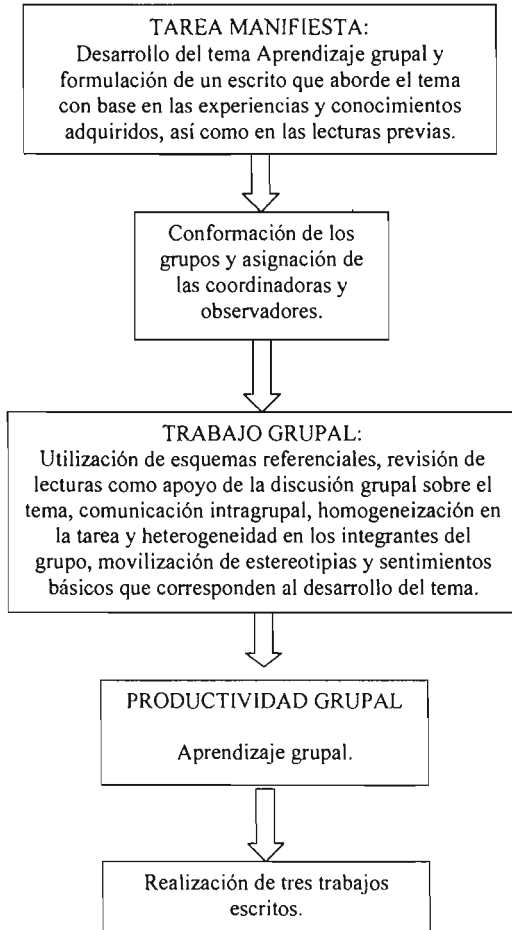 TAREA MANIFIESTA:
Desarrollo del tema Aprendizaje grupal y
formulación de un escrito que aborde el tema
con base en las experiencias y conocimientos
adquiridos, así como en las lecturas previas.
Conformación de los
grupos y asignación de
las coordinadoras y
observadores.
TRABAJO GRUPAL:
Utilización de esquemas referenciales, revisión de
lecturas como apoyo de la discusión grupal sobre el
tema, comunicación intragrupal, homogeneización en
la tarea y heterogeneidad en los integrantes del
grupo, movilización de estereotipias y sentimientos
básicos que corresponden al desarrollo del tema.
PRODUCTIVIDAD GRUPAL
Aprendizaje grupal.
Realización de tres trabajos
escritos.